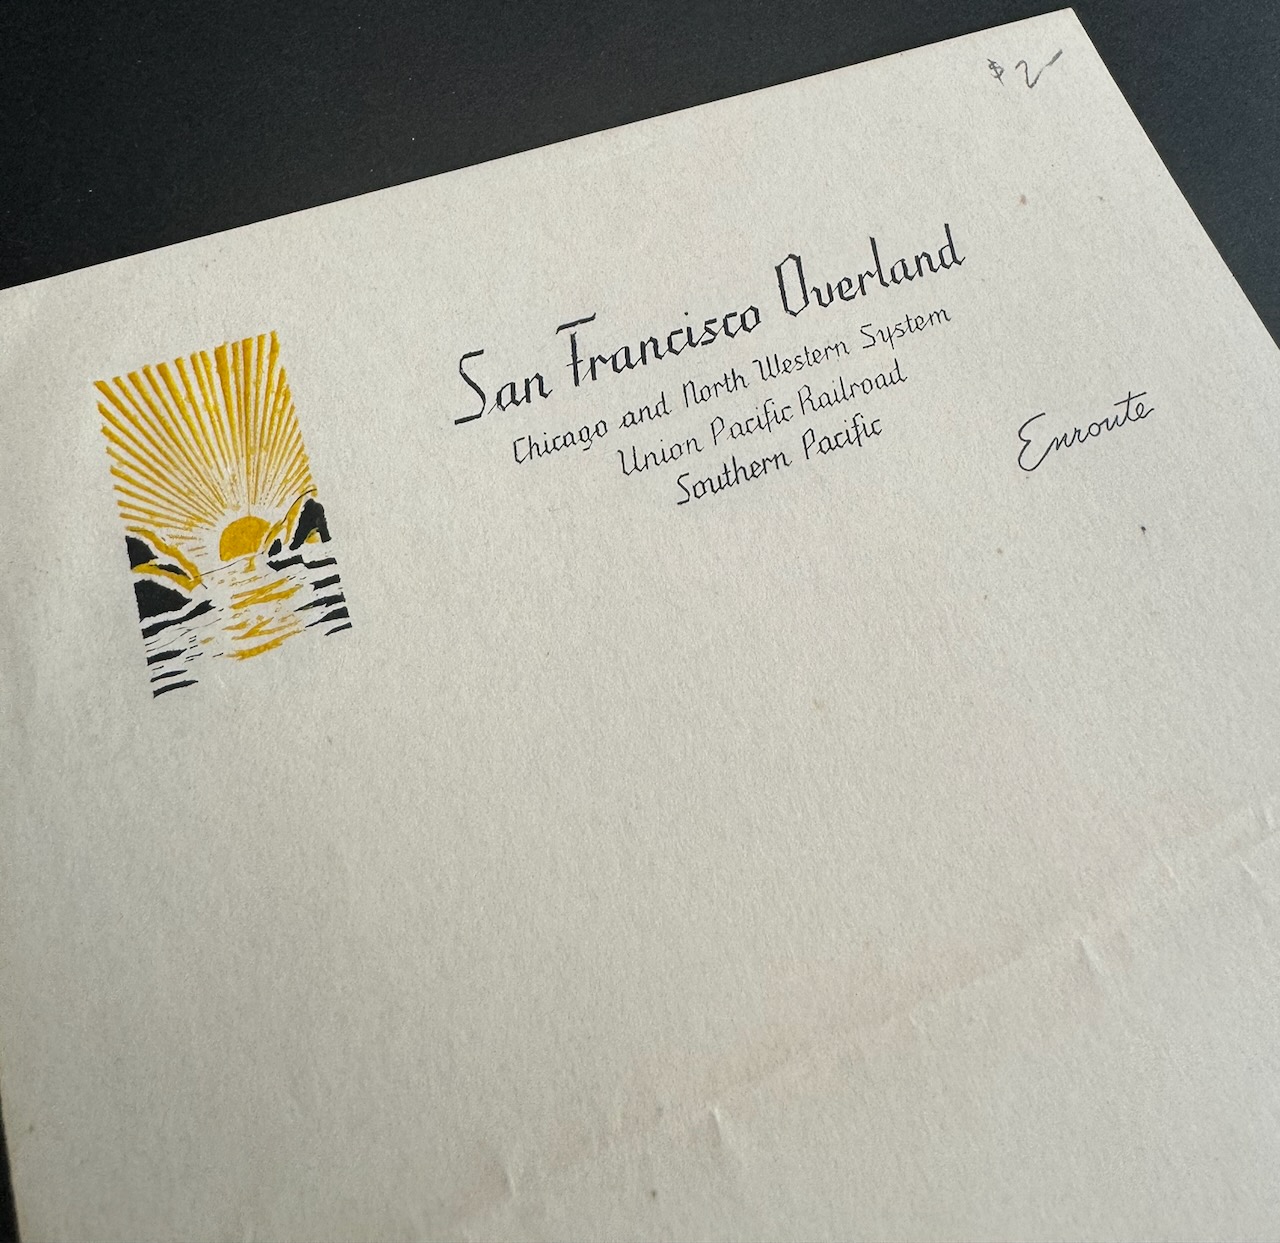 $2-
San Francisco Overland
Chicago and North Western System
Union Pacific Railroad
Southern Pacific
Enroute